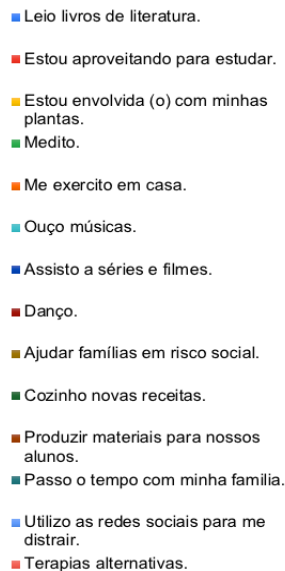 Leio livros de literatura.
Estou aproveitando para estudar.
Estou envolvida (o) com minhas
plantas.
Medito.
Me exercito em casa.
Ouço músicas.
Assisto a séries e filmes.
Danço.
Ajudar famílias em risco social.
Cozinho novas receitas.
Produzir materiais para nossos
alunos.
Passo o tempo com minha familia.
Utilizo as redes sociais para me
distrair.
Terapias alternativas.